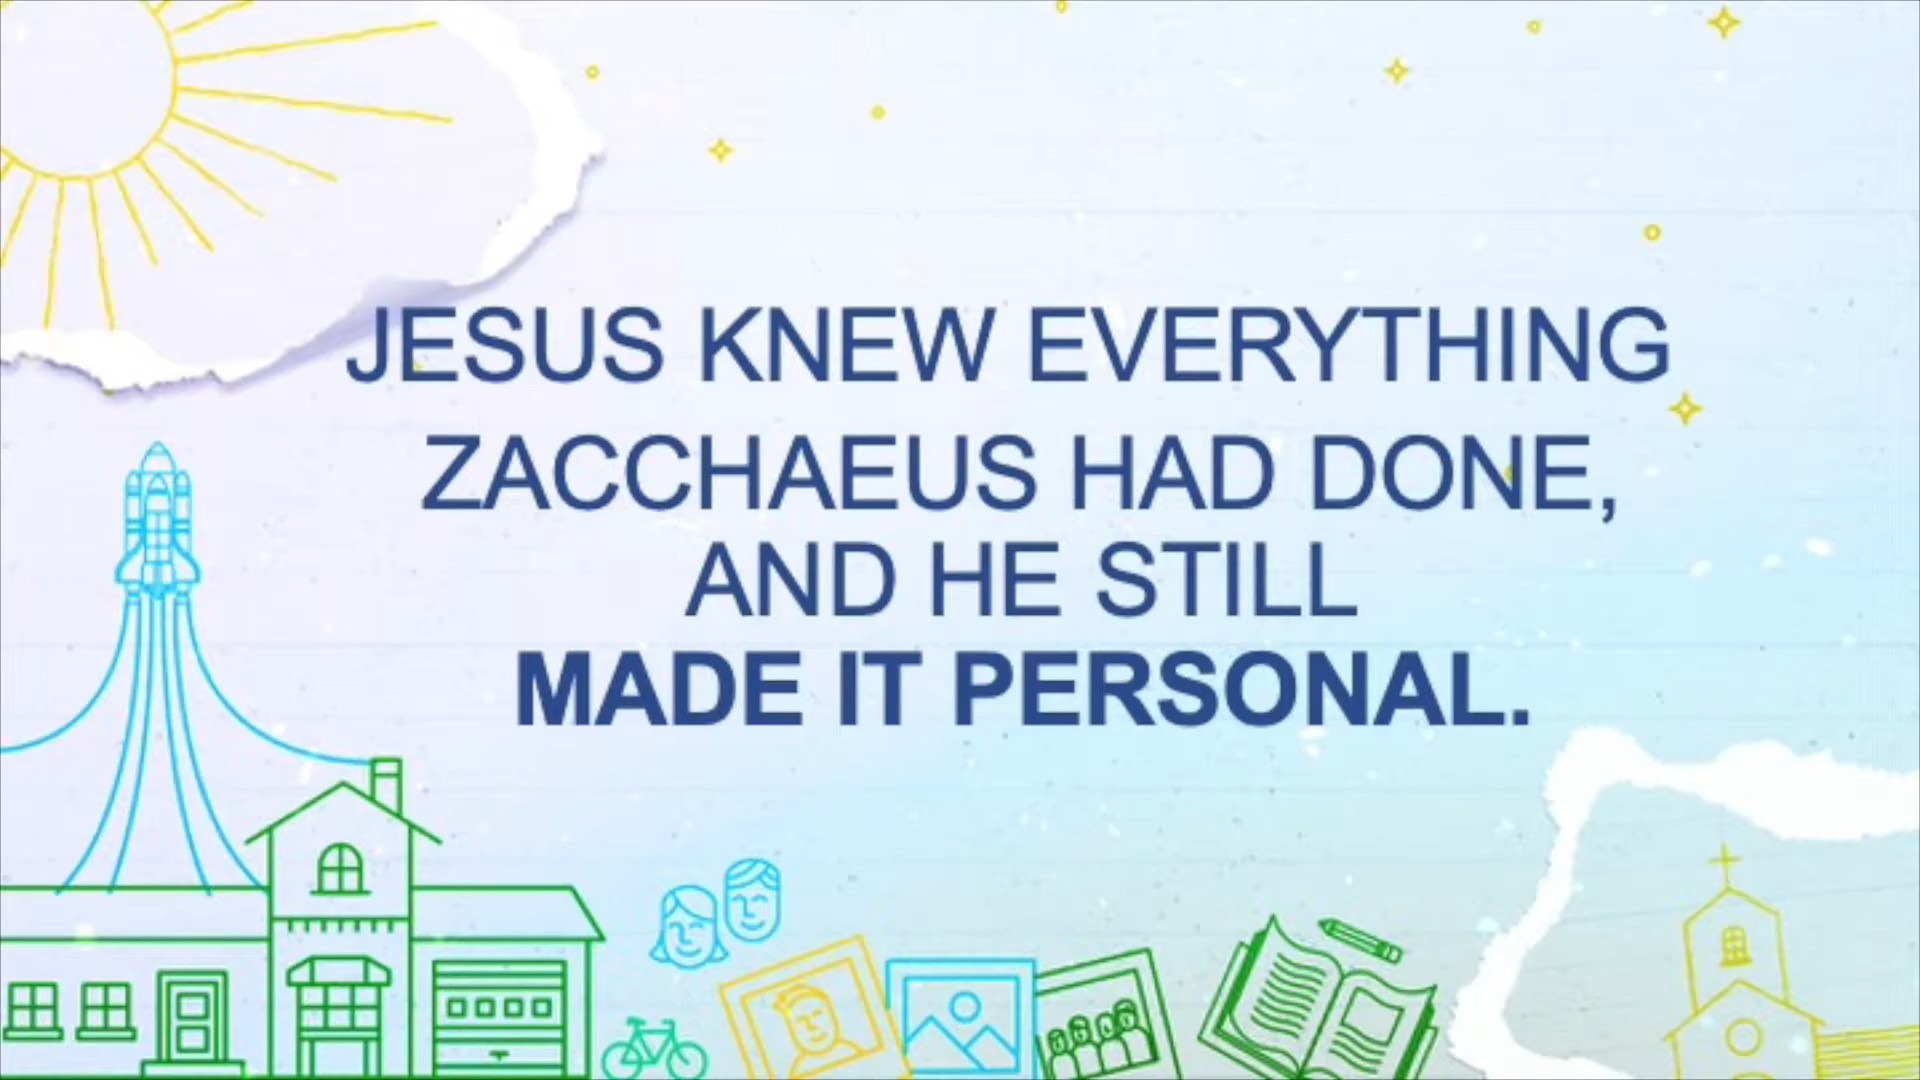 JESUS KNEW EVERYTHING
ZACCHAEUS HAD DONE,
AND HE STILL
MADE IT PERSONAL.